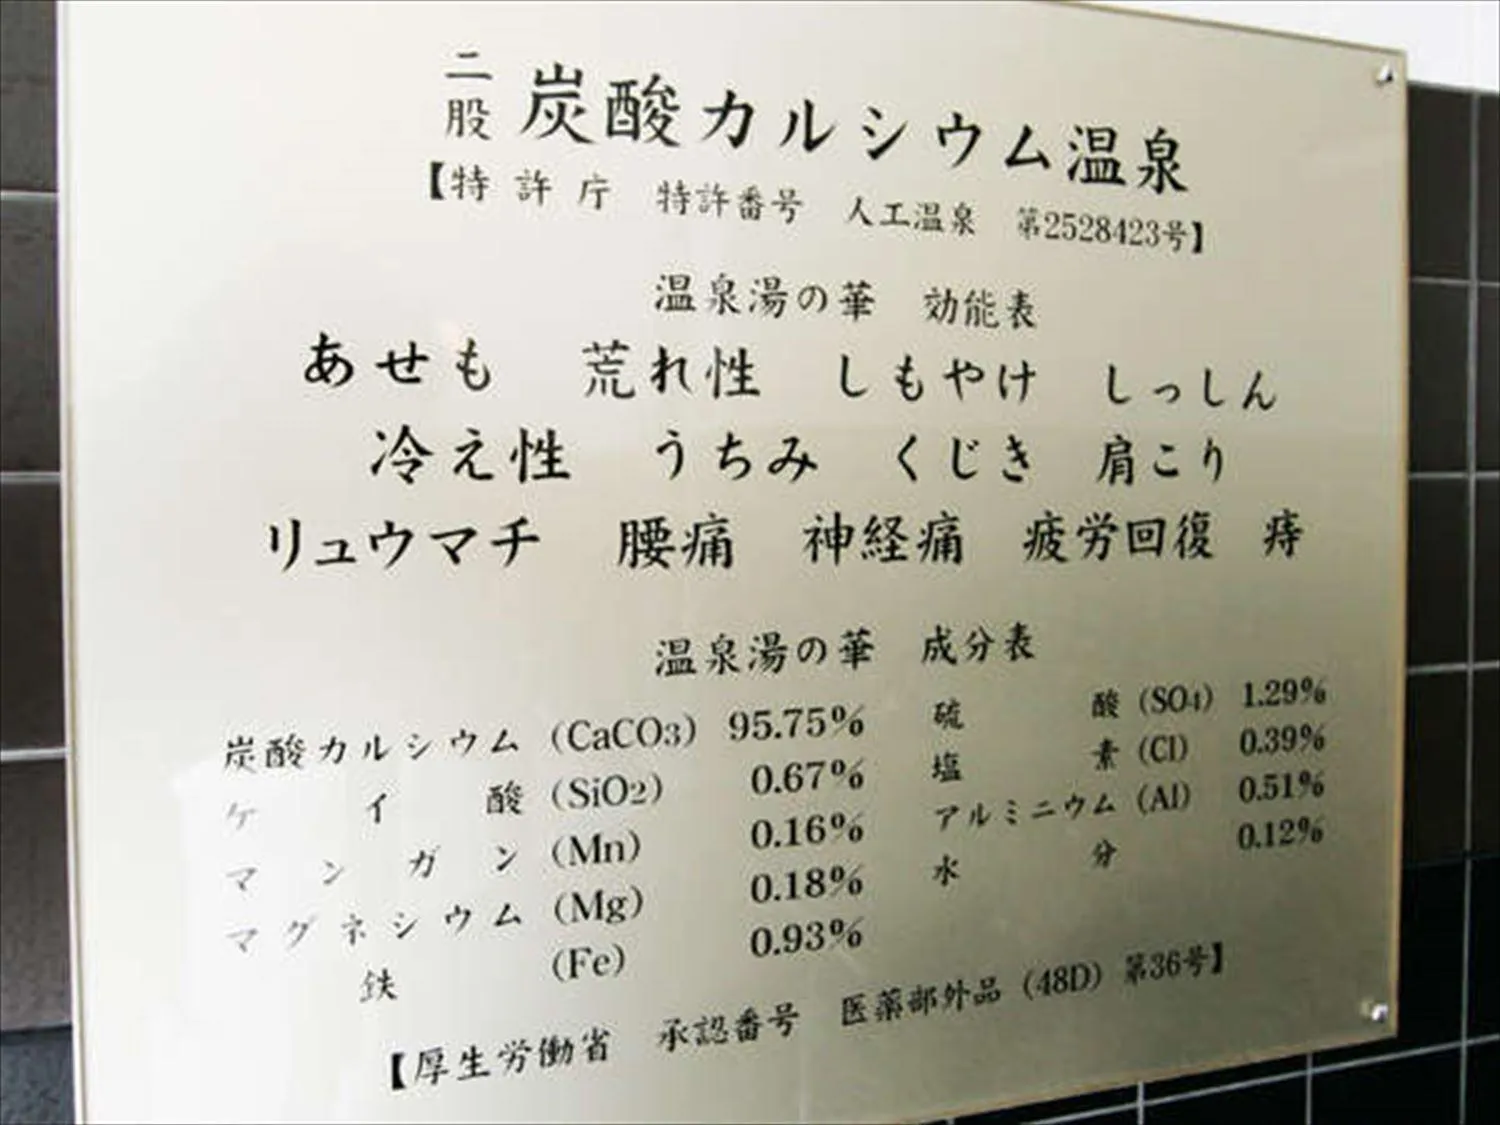 二股 炭酸カルシウム温泉
【特許庁 特許番号 人工温泉 第2528423号】
温泉湯の華 効能表
あせも 荒れ性 しもやけ しっしん
冷え性 うちみ くじき 肩こり
リュウマチ 腰痛 神経痛 疲労回復 痔
温泉湯の華 成分表
炭酸カルシウム (CaCO3) 95.75%
ケイ酸 (SiO2) 0.67%
マンガン (Mn) 0.16%
マグネシウム (Mg) 0.18%
鉄 (Fe) 0.93%
硫酸 (SO4) 1.29%
塩素 (Cl) 0.39%
アルミニウム (Al) 0.51%
水分 0.12%
【厚生労働省 承認番号 医薬部外品 (48D) 第36号】